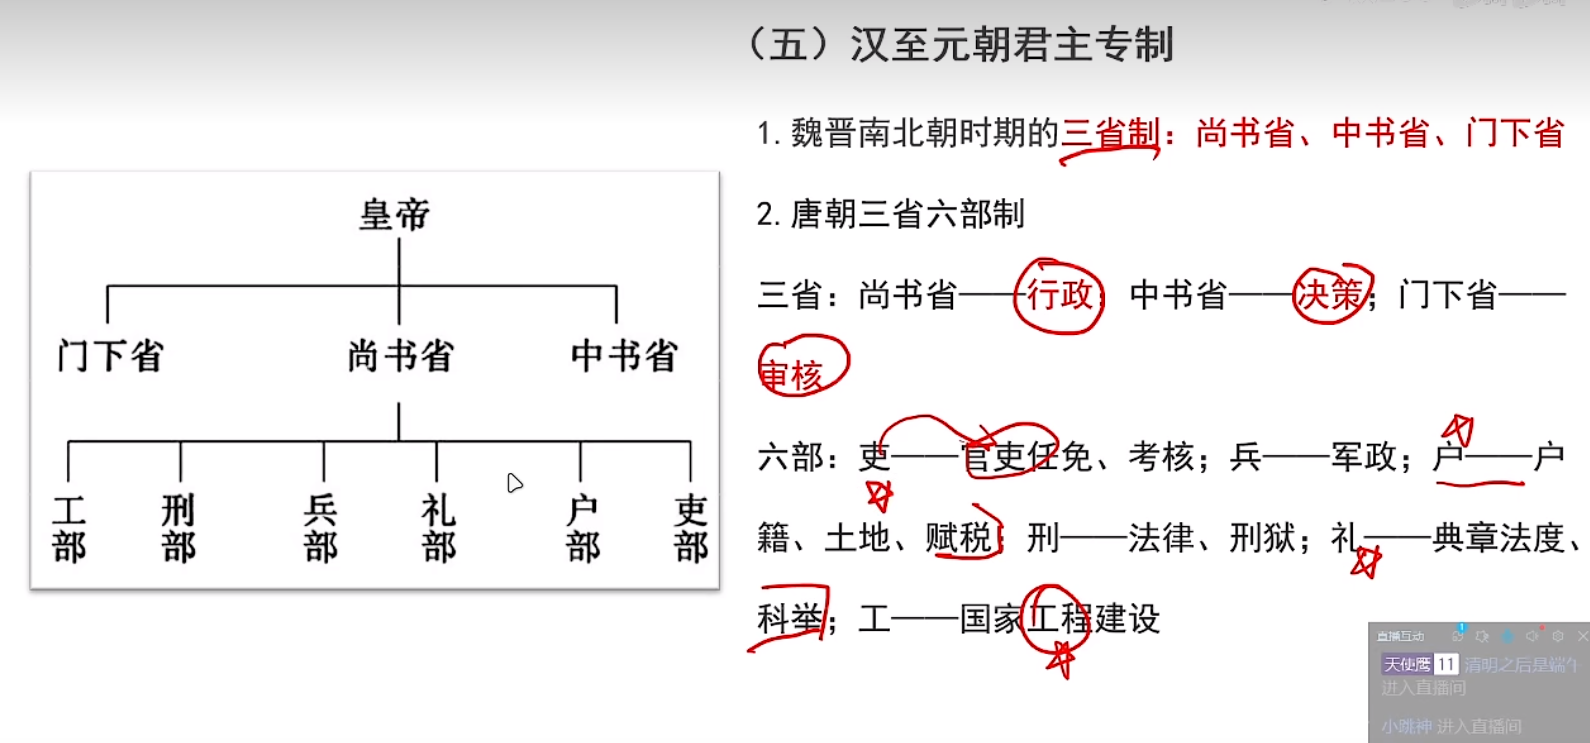 （五）汉至元朝君主专制
1.魏晋南北朝时期的三省制：尚书省、中书省、门下省
2.唐朝三省六部制
三省：尚书省——行政；中书省——决策；门下省——
审核
六部：吏——官吏任免、考核；兵——军政；户——户
籍、土地、赋税；刑——法律、刑狱；礼——典章法度、
科举；工——国家工程建设
皇帝
门下省 尚书省 中书省
工部 刑部 兵部 礼部 户部 吏部
直播互动
天使鹰 11 清明之后是端午
进入直播间
小跳神 进入直播间